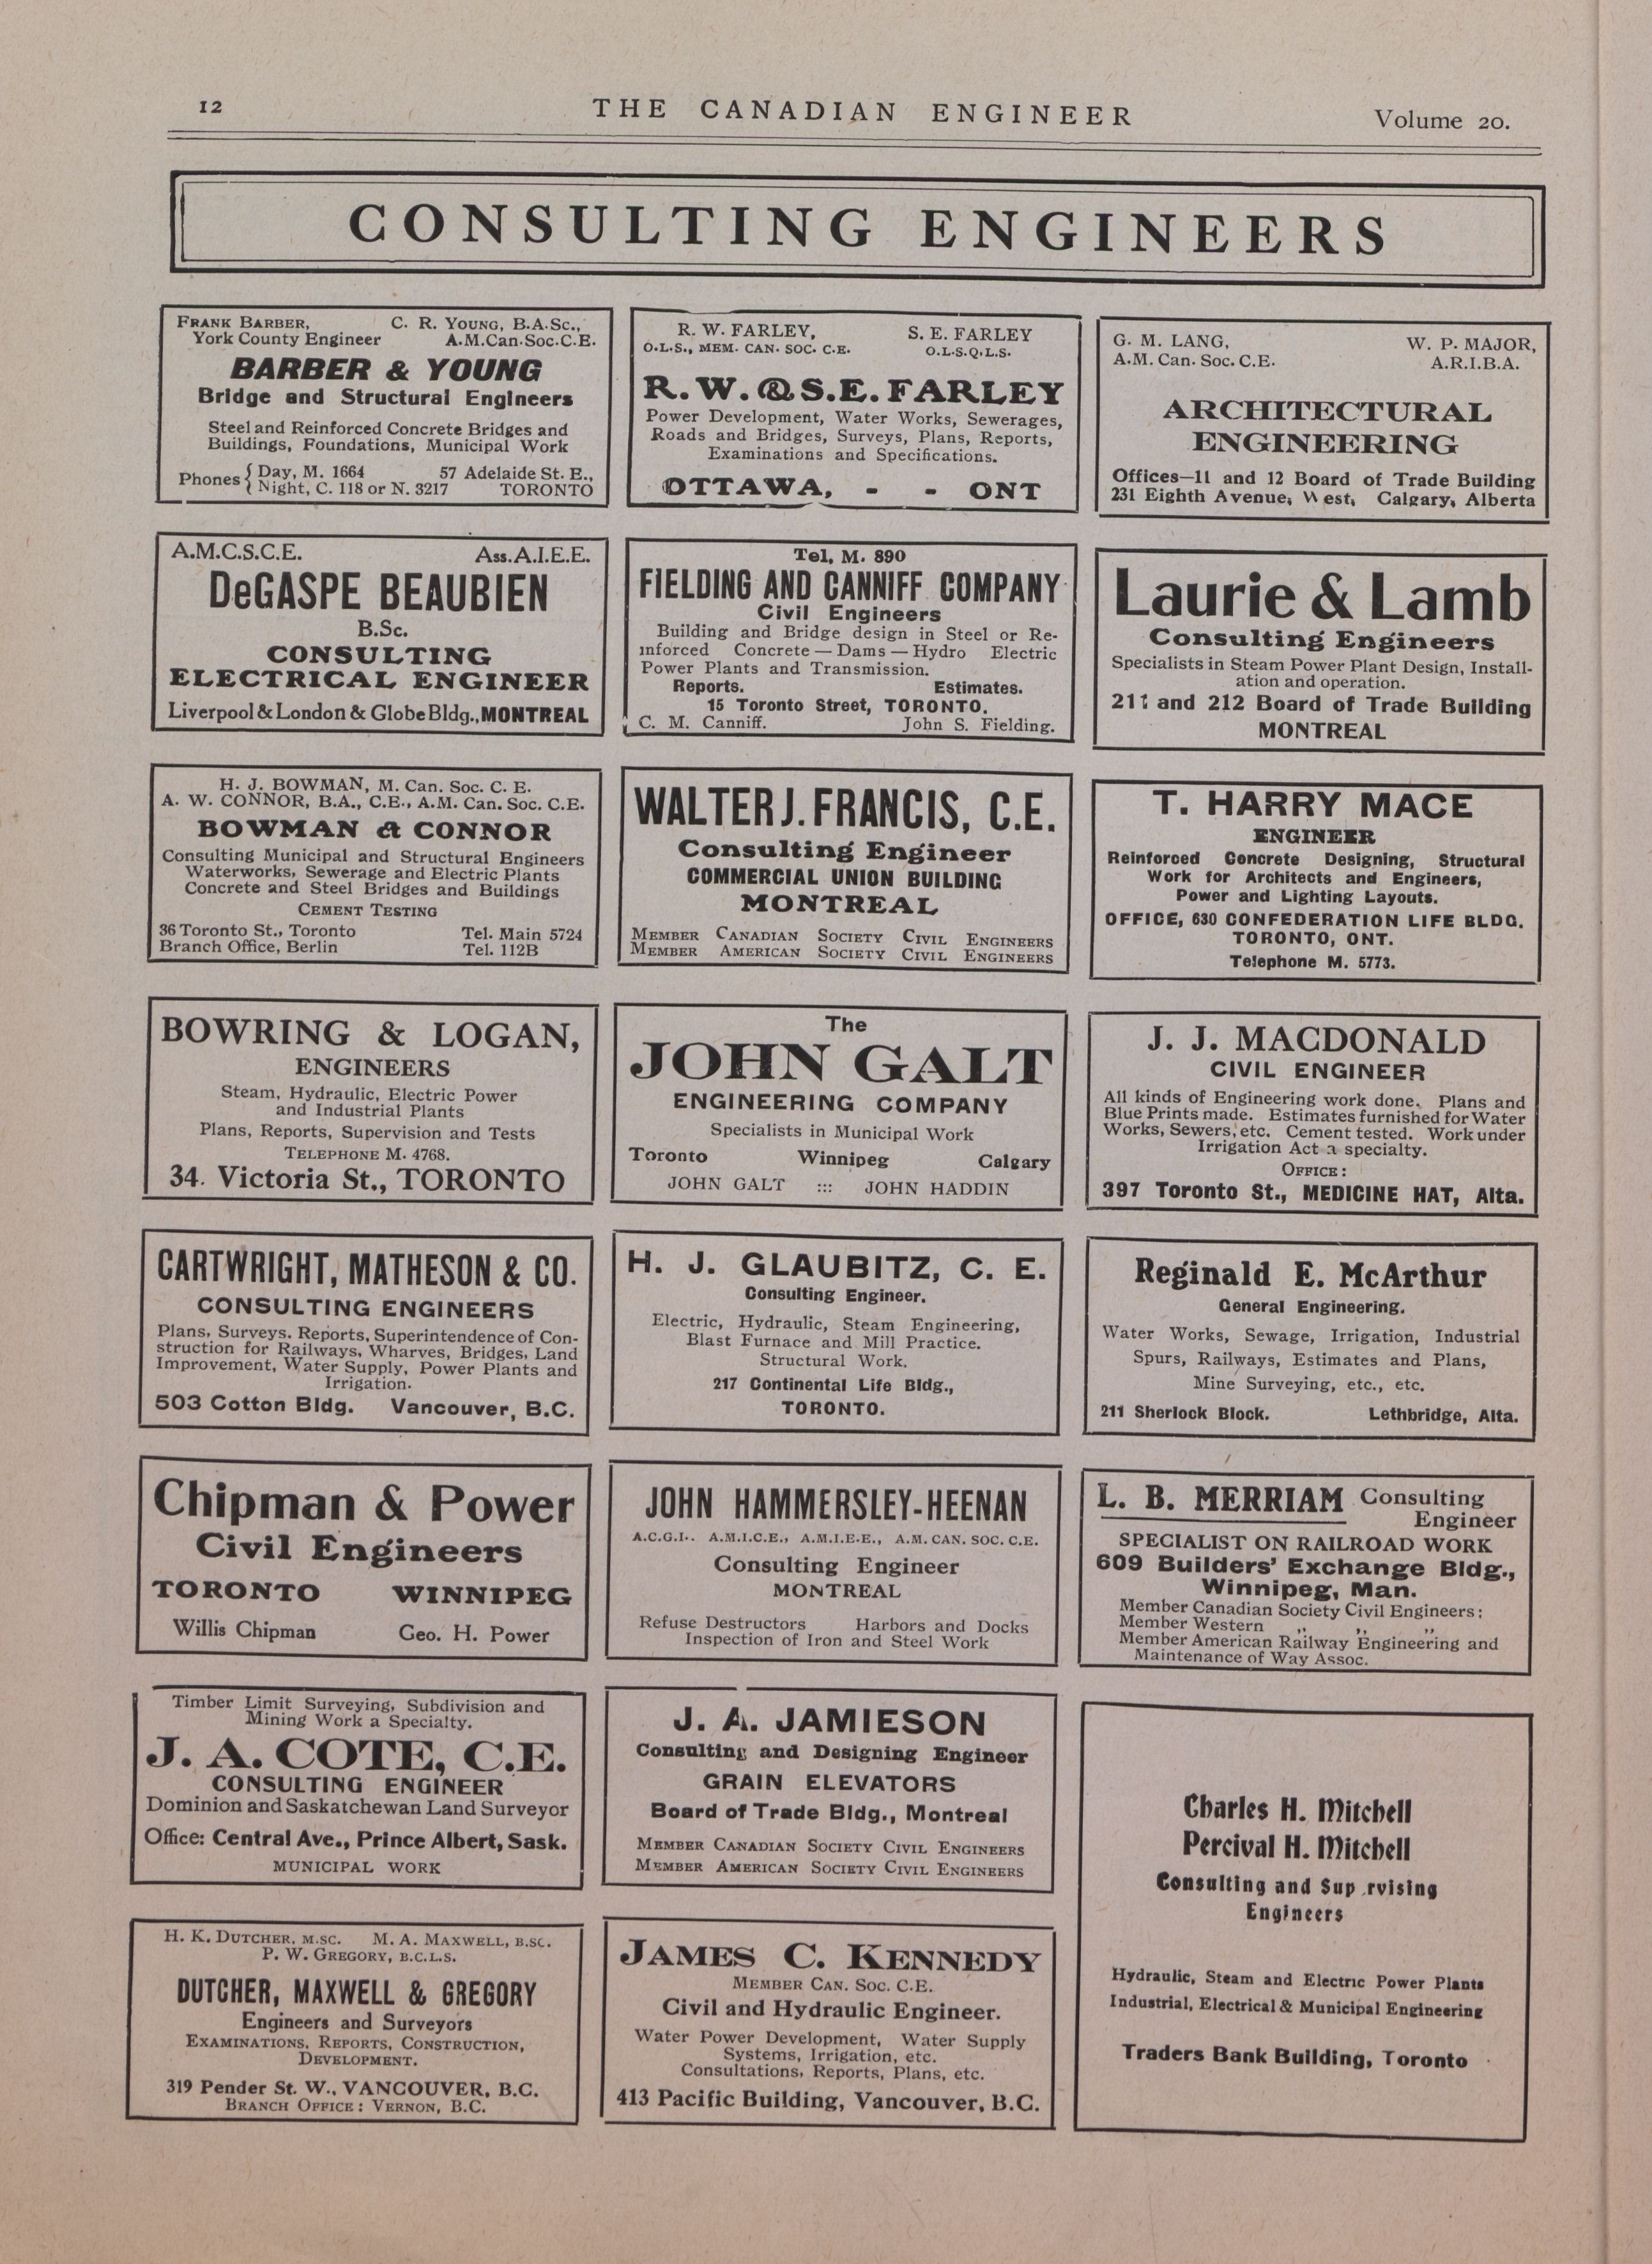 12
THE CANADIAN ENGINEER
Volume 20.
CONSULTING ENGINEERS
FRANK BARBER,
York County Engineer
C. R. YOUNG, B.A.Sc.,
A.M.Can.Soc.C.E.
BARBER & YOUNG
Bridge and Structural Engineers
Steel and Reinforced Concrete Bridges and
Buildings, Foundations, Municipal Work
Phones { Day, M. 1664
Night, C. 118 or N. 3217
57 Adelaide St. E.,
TORONTO
R. W. FARLEY,
O.L.S., MEM. CAN. SOC. C.E.
S. E. FARLEY
O.L.S.Q.L.S.
R. W. & S. E. FARLEY
Power Development, Water Works, Sewerages,
Roads and Bridges, Surveys, Plans, Reports,
Examinations and Specifications.
OTTAWA, - - ONT
G. M. LANG,
A.M. Can. Soc. C.E.
W. P. MAJOR,
A.R.I.B.A.
ARCHITECTURAL
ENGINEERING
Offices—11 and 12 Board of Trade Building
231 Eighth Avenue, West, Calgary, Alberta
A.M.C.S.C.E. Ass.A.I.E.E.
DeGASPE BEAUBIEN
B.Sc.
CONSULTING
ELECTRICAL ENGINEER
Liverpool & London & Globe Bldg., MONTREAL
Tel, M. 890
FIELDING AND CANNIFF COMPANY
Civil Engineers
Building and Bridge design in Steel or Re-
inforced Concrete — Dams — Hydro Electric
Power Plants and Transmission.
Reports. Estimates.
15 Toronto Street, TORONTO.
C. M. Canniff. John S. Fielding.
Laurie & Lamb
Consulting Engineers
Specialists in Steam Power Plant Design, Install-
ation and operation.
211 and 212 Board of Trade Building
MONTREAL
H. J. BOWMAN, M. Can. Soc. C. E.
A. W. CONNOR, B.A., C.E., A.M. Can. Soc. C.E.
BOWMAN & CONNOR
Consulting Municipal and Structural Engineers
Waterworks, Sewerage and Electric Plants
Concrete and Steel Bridges and Buildings
CEMENT TESTING
36 Toronto St., Toronto Tel. Main 5724
Branch Office, Berlin Tel. 112B
WALTER J. FRANCIS, C.E.
Consulting Engineer
COMMERCIAL UNION BUILDING
MONTREAL
MEMBER CANADIAN SOCIETY CIVIL ENGINEERS
MEMBER AMERICAN SOCIETY CIVIL ENGINEERS
T. HARRY MACE
ENGINEER
Reinforced Concrete Designing, Structural
Work for Architects and Engineers,
Power and Lighting Layouts.
OFFICE, 630 CONFEDERATION LIFE BLDG.
TORONTO, ONT.
Telephone M. 5773.
BOWRING & LOGAN,
ENGINEERS
Steam, Hydraulic, Electric Power
and Industrial Plants
Plans, Reports, Supervision and Tests
TELEPHONE M. 4768.
34. Victoria St., TORONTO
The
JOHN GALT
ENGINEERING COMPANY
Specialists in Municipal Work
Toronto Winnipeg Calgary
JOHN GALT ::: JOHN HADDIN
J. J. MACDONALD
CIVIL ENGINEER
All kinds of Engineering work done. Plans and
Blue Prints made. Estimates furnished for Water
Works, Sewers, etc. Cement tested. Work under
Irrigation Act a specialty.
OFFICE:
397 Toronto St., MEDICINE HAT, Alta.
CARTWRIGHT, MATHESON & CO.
CONSULTING ENGINEERS
Plans, Surveys. Reports, Superintendence of Con-
struction for Railways, Wharves, Bridges, Land
Improvement, Water Supply, Power Plants and
Irrigation.
503 Cotton Bldg. Vancouver, B.C.
H. J. GLAUBITZ, C. E.
Consulting Engineer.
Electric, Hydraulic, Steam Engineering,
Blast Furnace and Mill Practice.
Structural Work.
217 Continental Life Bldg.,
TORONTO.
Reginald E. McArthur
General Engineering.
Water Works, Sewage, Irrigation, Industrial
Spurs, Railways, Estimates and Plans,
Mine Surveying, etc., etc.
211 Sherlock Block. Lethbridge, Alta.
Chipman & Power
Civil Engineers
TORONTO WINNIPEG
Willis Chipman Geo. H. Power
JOHN HAMMERSLEY-HEENAN
A.C.G.I.. A.M.I.C.E., A.M.I.E.E., A.M. CAN. SOC. C.E.
Consulting Engineer
MONTREAL
Refuse Destructors Harbors and Docks
Inspection of Iron and Steel Work
L. B. MERRIAM Consulting
Engineer
SPECIALIST ON RAILROAD WORK
609 Builders' Exchange Bldg.,
Winnipeg, Man.
Member Canadian Society Civil Engineers:
Member Western ,, ,, ,,
Member American Railway Engineering and
Maintenance of Way Assoc.
Timber Limit Surveying, Subdivision and
Mining Work a Specialty.
J. A. COTE, C.E.
CONSULTING ENGINEER
Dominion and Saskatchewan Land Surveyor
Office: Central Ave., Prince Albert, Sask.
MUNICIPAL WORK
J. A. JAMIESON
Consulting and Designing Engineer
GRAIN ELEVATORS
Board of Trade Bldg., Montreal
MEMBER CANADIAN SOCIETY CIVIL ENGINEERS
MEMBER AMERICAN SOCIETY CIVIL ENGINEERS
Charles H. Mitchell
Percival H. Mitchell
Consulting and Sup rvising
Engineers
Hydraulic, Steam and Electric Power Plants
Industrial, Electrical & Municipal Engineering
Traders Bank Building, Toronto
H. K. DUTCHER, M.SC. M. A. MAXWELL, B.SC.
P. W. GREGORY, B.C.L.S.
DUTCHER, MAXWELL & GREGORY
Engineers and Surveyors
EXAMINATIONS, REPORTS, CONSTRUCTION,
DEVELOPMENT.
319 Pender St. W., VANCOUVER, B.C.
BRANCH OFFICE: VERNON, B.C.
JAMES C. KENNEDY
MEMBER CAN. SOC. C.E.
Civil and Hydraulic Engineer.
Water Power Development, Water Supply
Systems, Irrigation, etc.
Consultations, Reports, Plans, etc.
413 Pacific Building, Vancouver, B.C.